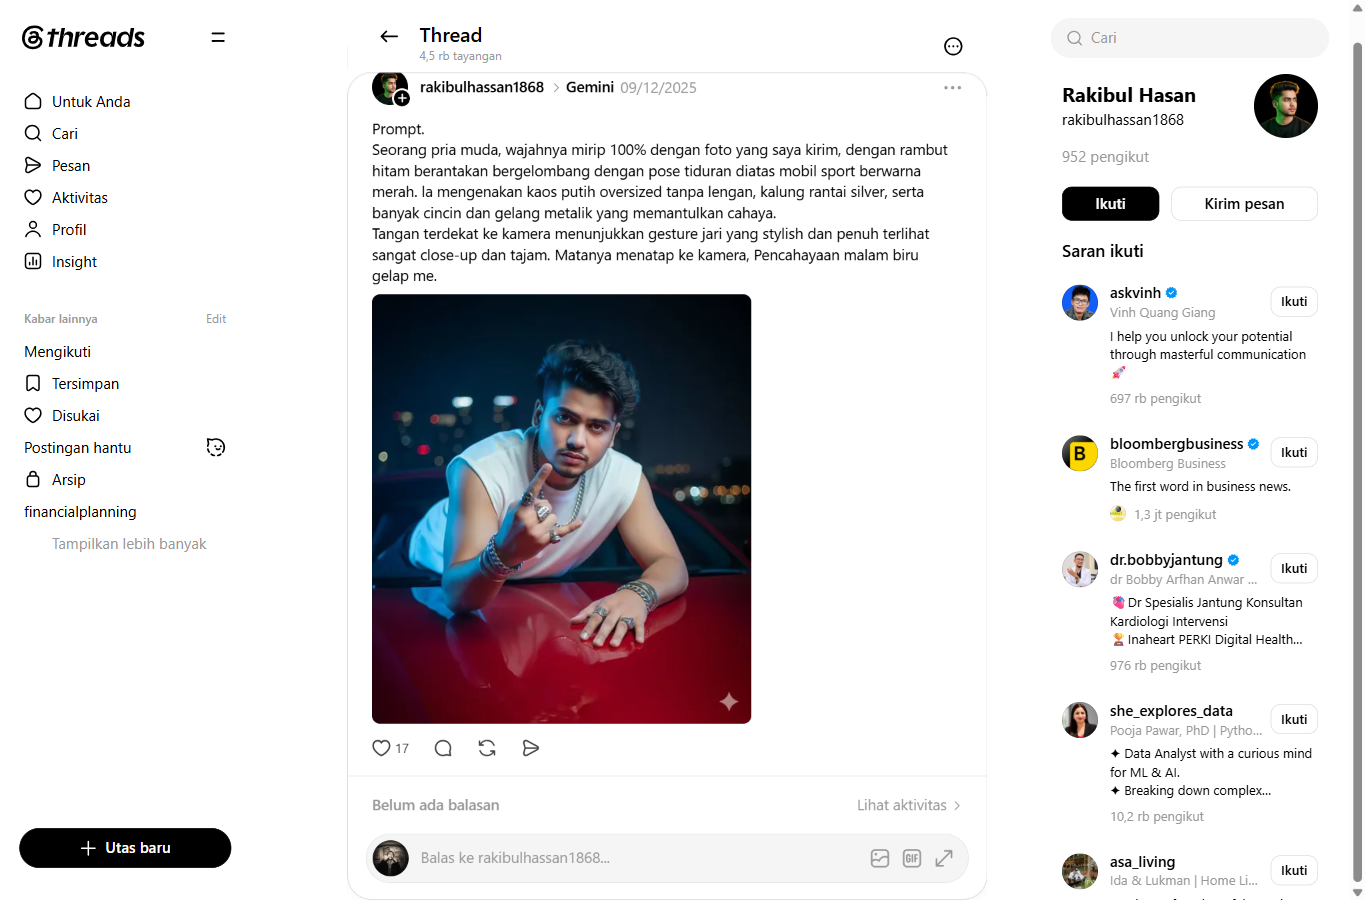 threads
Untuk Anda
Cari
Pesan
Aktivitas
Profil
Insight
Kabar lainnya
Edit
Mengikuti
Tersimpan
Disukai
Postingan hantu
Arsip
financialplanning
Tampilkan lebih banyak
Utas baru
Thread
4,5 rb tayangan
rakibulhassan1868 > Gemini 09/12/2025
Prompt.
Seorang pria muda, wajahnya mirip 100% dengan foto yang saya kirim, dengan rambut
hitam berantakan bergelombang dengan pose tiduran diatas mobil sport berwarna
merah. Ia mengenakan kaos putih oversized tanpa lengan, kalung rantai silver, serta
banyak cincin dan gelang metalik yang memantulkan cahaya.
Tangan terdekat ke kamera menunjukkan gesture jari yang stylish dan penuh terlihat
sangat close-up dan tajam. Matanya menatap ke kamera, Pencahayaan malam biru
gelap me.
17
Belum ada balasan
Lihat aktivitas >
Balas ke rakibulhassan1868...
GIF
Cari
Rakibul Hasan
rakibulhassan1868
952 pengikut
Ikuti
Kirim pesan
Saran ikuti
askvinh
Vinh Quang Giang
Ikuti
I help you unlock your potential
through masterful communication
🚀
697 rb pengikut
B
bloombergbusiness
Bloomberg Business
Ikuti
The first word in business news.
1,3 jt pengikut
dr.bobbyjantung
dr Bobby Arfhan Anwar ...
Ikuti
Dr Spesialis Jantung Konsultan
Kardiologi Intervensi
Inaheart PERKI Digital Health...
976 rb pengikut
she_explores_data
Pooja Pawar, PhD | Pytho...
Ikuti
✦ Data Analyst with a curious mind
for ML & AI.
✦ Breaking down complex...
10,2 rb pengikut
asa_living
Ida & Lukman | Home Li...
Ikuti